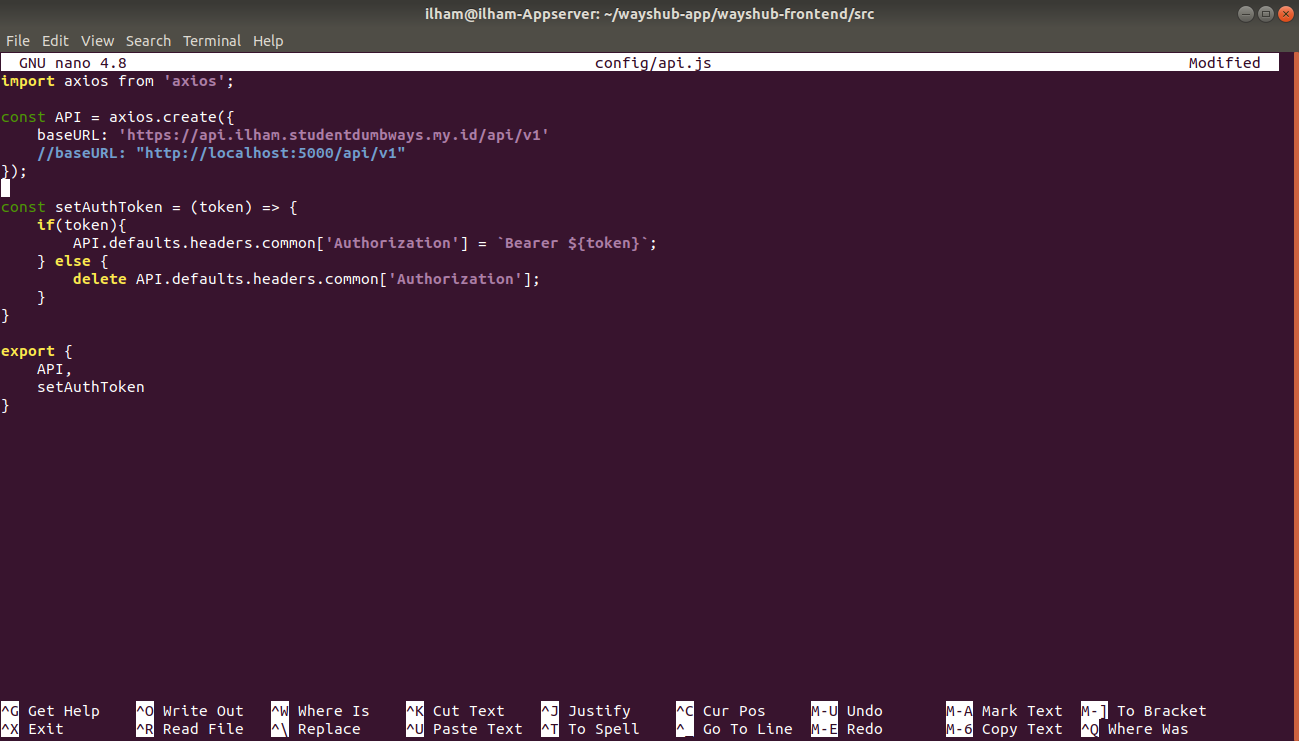 ilham@ilham-Appserver: ~/wayshub-app/wayshub-frontend/src
File Edit View Search Terminal Help
GNU nano 4.8 config/api.js Modified
import axios from 'axios';
const API = axios.create({
    baseURL: 'https://api.ilham.studentdumbways.my.id/api/v1'
    //baseURL: "http://localhost:5000/api/v1"
});
const setAuthToken = (token) => {
    if(token){
        API.defaults.headers.common['Authorization'] = `Bearer ${token}`;
    } else {
        delete API.defaults.headers.common['Authorization'];
    }
}
export {
    API,
    setAuthToken
}
^G Get Help ^O Write Out ^W Where Is ^K Cut Text ^J Justify ^C Cur Pos M-U Undo M-A Mark Text M-] To Bracket
^X Exit ^R Read File ^\ Replace ^U Paste Text ^T To Spell ^_ Go To Line M-E Redo M-6 Copy Text ^Q Where Was